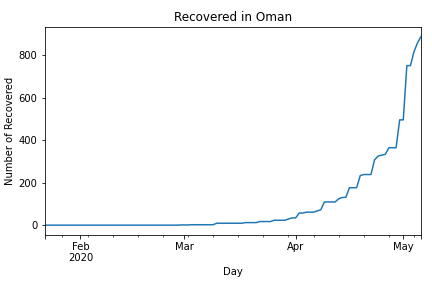 Recovered in Oman
Number of Recovered
800
600
400
200
0
Feb
2020
Mar
Apr
May
Day